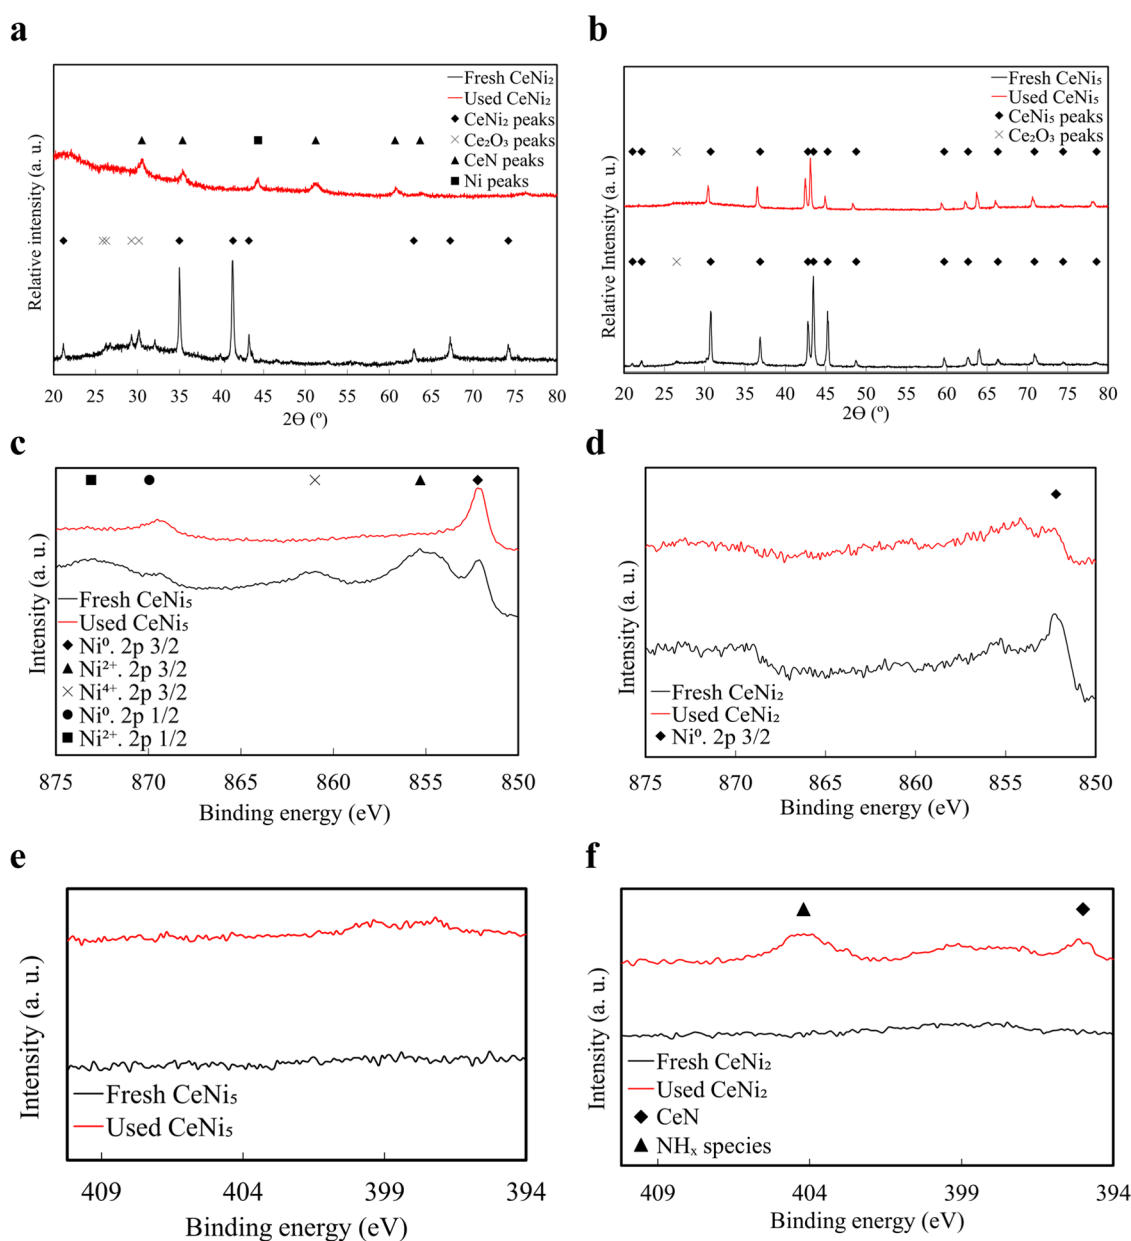 a
Relative intensity (a. u.)
Fresh CeNi₂
Used CeNi₂
CeNi₂ peaks
Ce₂O₃ peaks
CeN peaks
Ni peaks
20 25 30 35 40 45 50 55 60 65 70 75 80
2Θ (º)
b
Relative Intensity (a. u.)
Fresh CeNi₅
Used CeNi₅
CeNi₅ peaks
Ce₂O₃ peaks
20 25 30 35 40 45 50 55 60 65 70 75 80
2Θ (º)
c
Intensity (a. u.)
Fresh CeNi₅
Used CeNi₅
Ni⁰. 2p 3/2
Ni²⁺. 2p 3/2
Ni⁴⁺. 2p 3/2
Ni⁰. 2p 1/2
Ni²⁺. 2p 1/2
875 870 865 860 855 850
Binding energy (eV)
d
Intensity (a. u.)
Fresh CeNi₂
Used CeNi₂
Ni⁰. 2p 3/2
875 870 865 860 855 850
Binding energy (eV)
e
Intensity (a. u.)
Fresh CeNi₅
Used CeNi₅
409 404 399 394
Binding energy (eV)
f
Intensity (a. u.)
Fresh CeNi₂
Used CeNi₂
CeN
NHₓ species
409 404 399 394
Binding energy (eV)